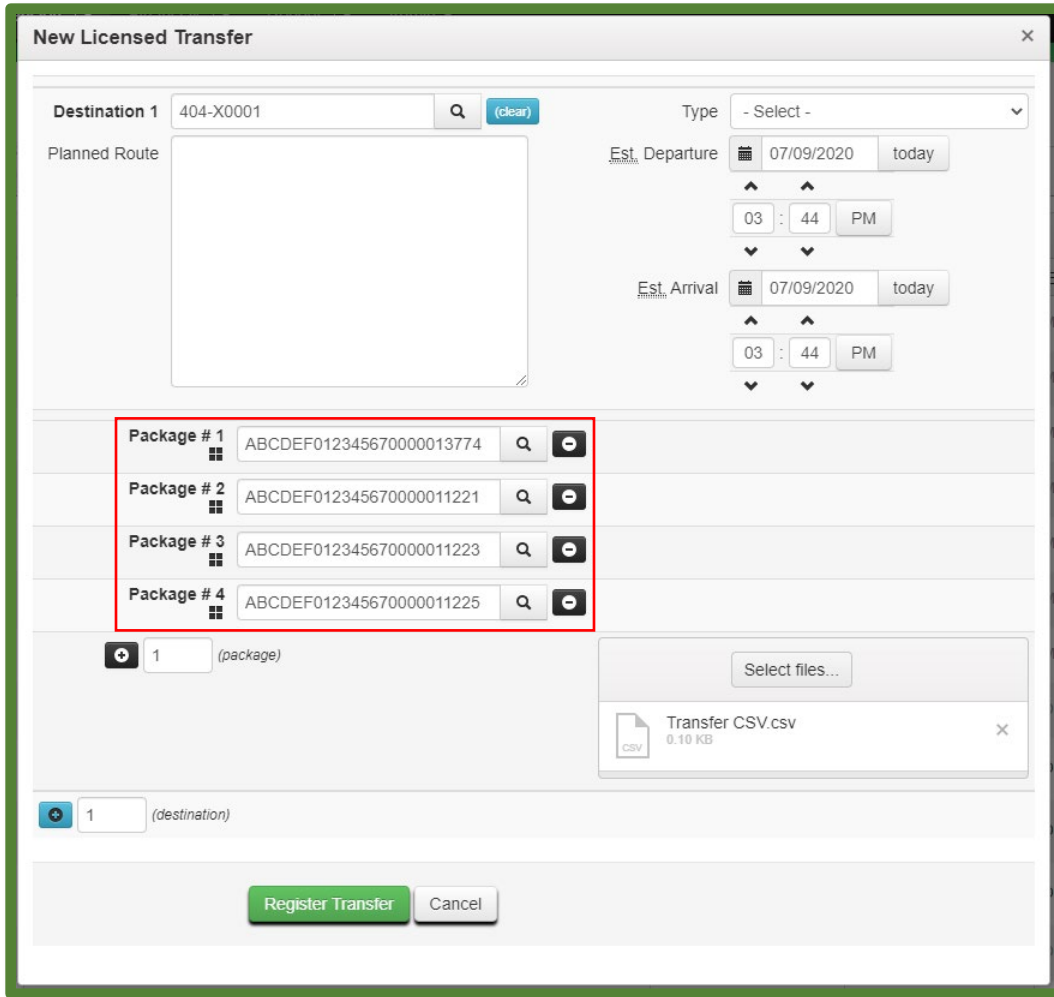 New Licensed Transfer ×
Destination 1 404-X0001 (clear) Type - Select -
Planned Route Est. Departure 07/09/2020 today
03 : 44 PM
Est. Arrival 07/09/2020 today
03 : 44 PM
Package # 1 ABCDEF012345670000013774
Package # 2 ABCDEF012345670000011221
Package # 3 ABCDEF012345670000011223
Package # 4 ABCDEF012345670000011225
1 (package) Select files...
CSV Transfer CSV.csv ×
0.10 KB
1 (destination)
Register Transfer Cancel